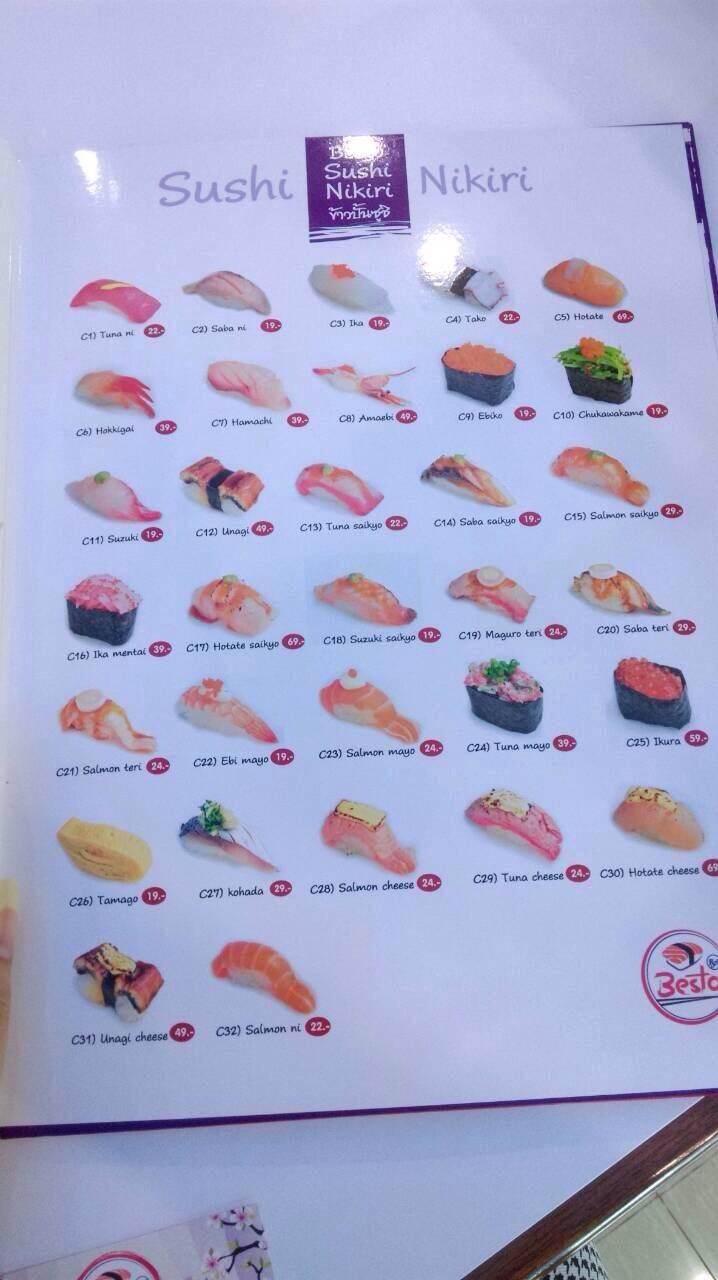 Sushi
Sushi
Nikiri
ข้าวปั้นซูชิ
Nikiri
C1) Tuna ni 22.-
C2) Saba ni 19.-
C3) Ika 19.-
C4) Tako 22.-
C5) Hotate 69.-
C6) Hokkigai 39.-
C7) Hamachi 39.-
C8) Amaebi 49.-
C9) Ebiko 19.-
C10) Chukawakame 19.-
C11) Suzuki 19.-
C12) Unagi 49.-
C13) Tuna saikyo 22.-
C14) Saba saikyo 19.-
C15) Salmon saikyo 29.-
C16) Ika mentai 39.-
C17) Hotate saikyo 69.-
C18) Suzuki saikyo 19.-
C19) Maguro teri 24.-
C20) Saba teri 29.-
C21) Salmon teri 24.-
C22) Ebi mayo 19.-
C23) Salmon mayo 24.-
C24) Tuna mayo 39.-
C25) Ikura 59.-
C26) Tamago 19.-
C27) kohada 29.-
C28) Salmon cheese 24.-
C29) Tuna cheese 24.-
C30) Hotate cheese 69
C31) Unagi cheese 49.-
C32) Salmon ni 22.-
Besto